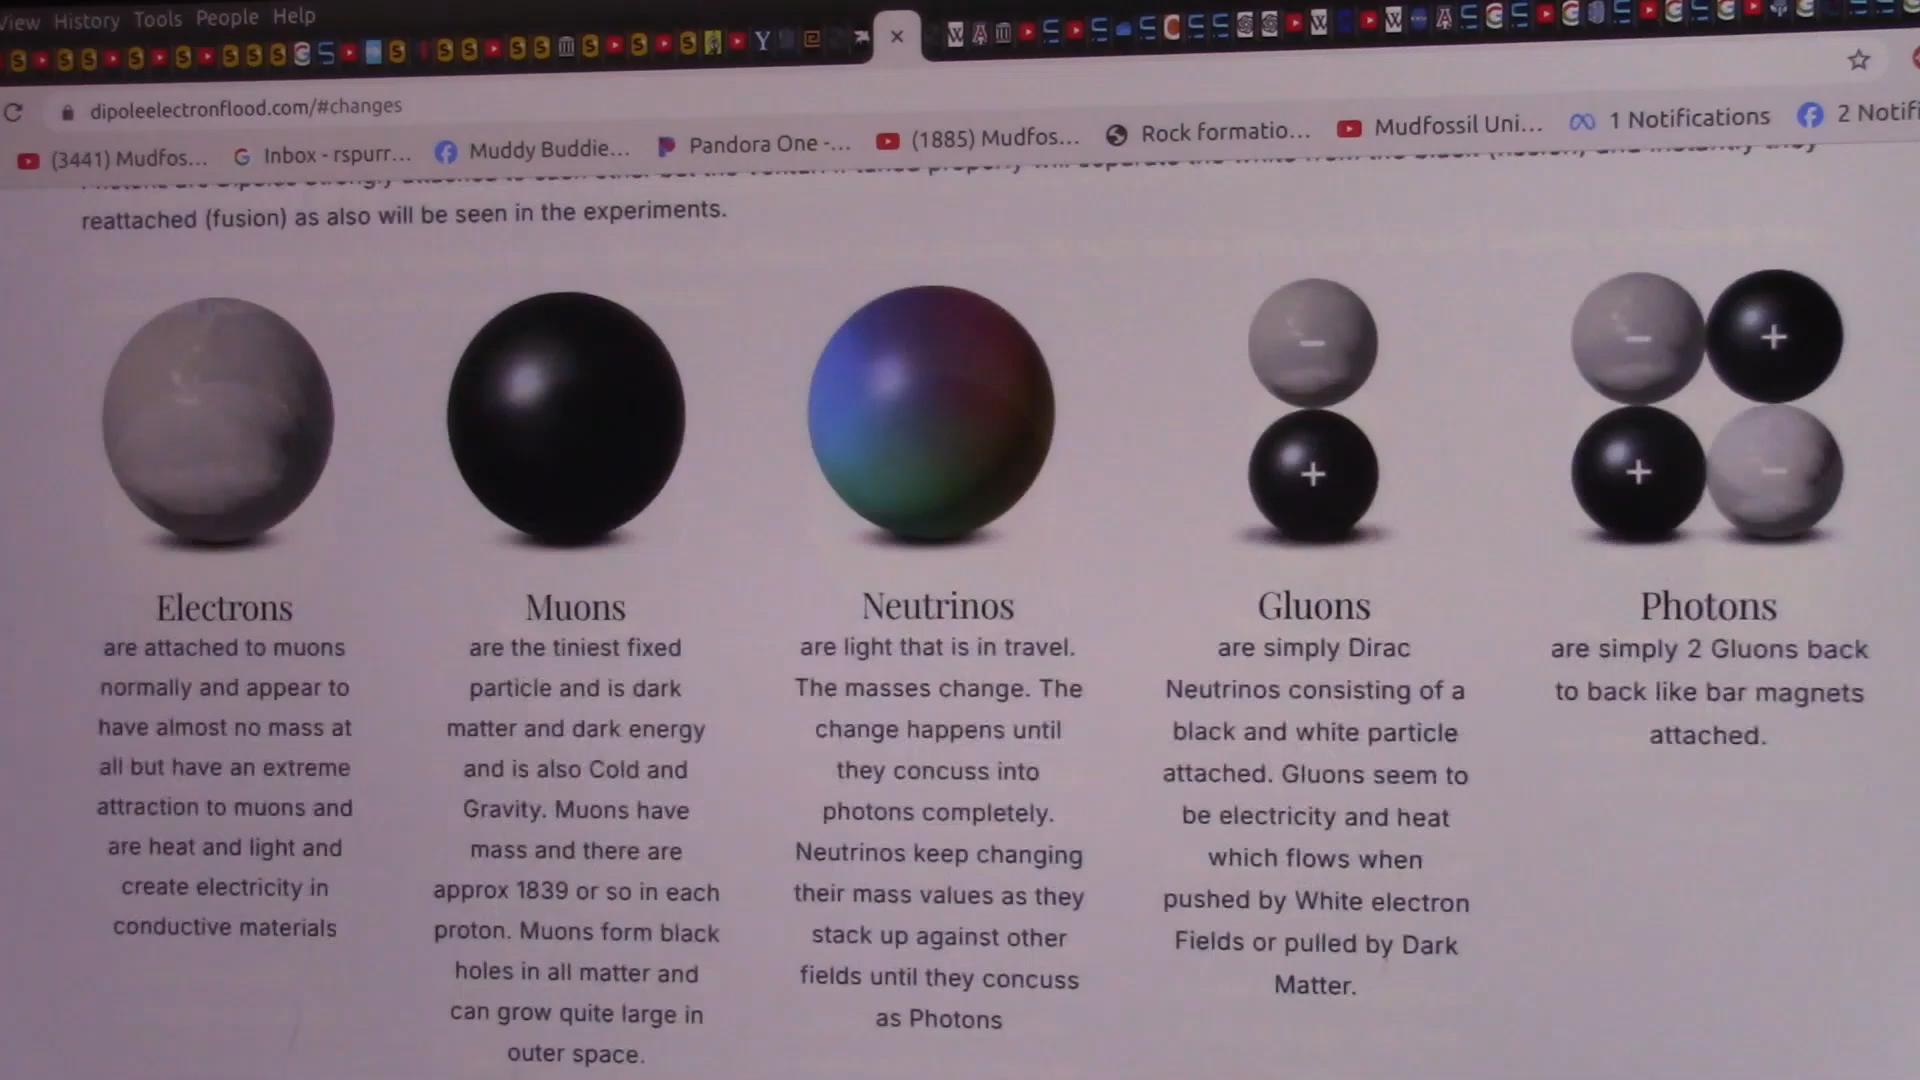 View History Tools People Help
dipoleelectronflood.com/#changes
(3441) Mudfos... Inbox - rspurr... Muddy Buddie... Pandora One -... (1885) Mudfos... Rock formatio... Mudfossil Uni... 1 Notifications 2 Notifi
reattached (fusion) as also will be seen in the experiments.
− − +
+ + −
Electrons
are attached to muons
normally and appear to
have almost no mass at
all but have an extreme
attraction to muons and
are heat and light and
create electricity in
conductive materials
Muons
are the tiniest fixed
particle and is dark
matter and dark energy
and is also Cold and
Gravity. Muons have
mass and there are
approx 1839 or so in each
proton. Muons form black
holes in all matter and
can grow quite large in
outer space.
Neutrinos
are light that is in travel.
The masses change. The
change happens until
they concuss into
photons completely.
Neutrinos keep changing
their mass values as they
stack up against other
fields until they concuss
as Photons
Gluons
are simply Dirac
Neutrinos consisting of a
black and white particle
attached. Gluons seem to
be electricity and heat
which flows when
pushed by White electron
Fields or pulled by Dark
Matter.
Photons
are simply 2 Gluons back
to back like bar magnets
attached.